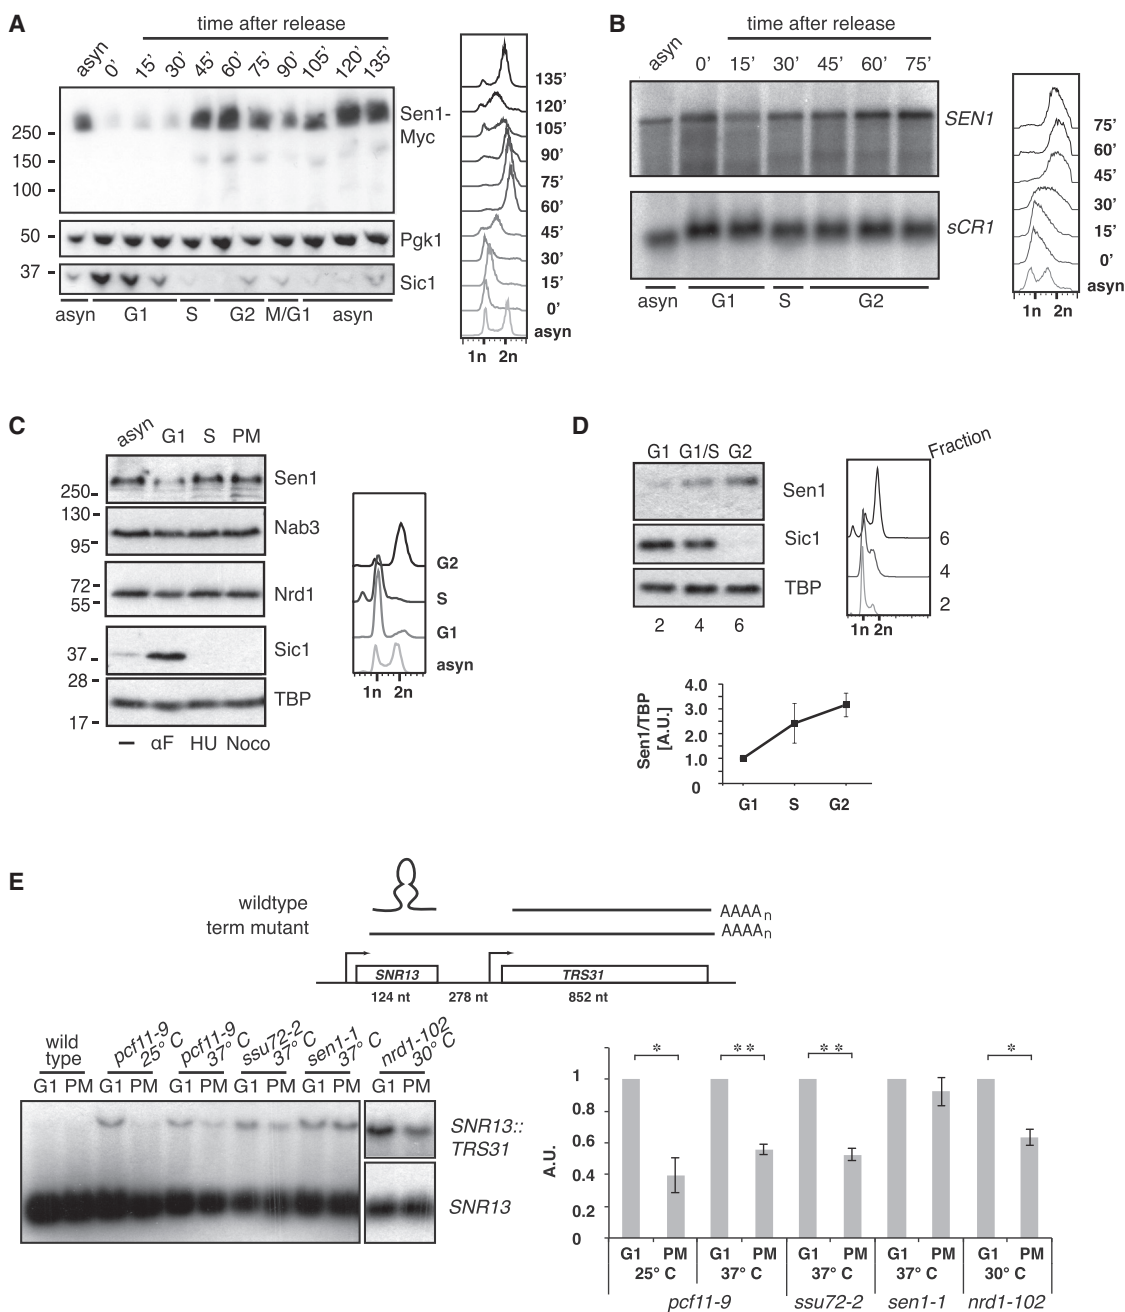 A
time after release
asyn 0’ 15’ 30’ 45’ 60’ 75’ 90’ 105’ 120’ 135’
Sen1-
Myc
250
150
100
50
Pgk1
37
Sic1
asyn G1 S G2 M/G1 asyn
135’
120’
105’
90’
75’
60’
45’
30’
15’
0’
asyn
1n 2n
B
time after release
asyn 0’ 15’ 30’ 45’ 60’ 75’
SEN1
sCR1
asyn G1 S G2
75’
60’
45’
30’
15’
0’
asyn
1n 2n
C
asyn G1 S PM
250
Sen1
130
95
Nab3
72
55
Nrd1
37
Sic1
28
17
TBP
– αF HU Noco
G2
S
G1
asyn
1n 2n
D
G1 G1/S G2
Sen1
Sic1
TBP
2 4 6
Fraction
6
4
2
1n 2n
Sen1/TBP
[A.U.]
4.0
3.0
2.0
1.0
0
G1 S G2
E
wildtype
AAAAn
term mutant
AAAAn
SNR13 TRS31
124 nt 278 nt 852 nt
wild
type
pcf11-9
25° C
pcf11-9
37° C
ssu72-2
37° C
sen1-1
37° C
nrd1-102
30° C
G1 PM G1 PM G1 PM G1 PM G1 PM G1 PM
SNR13::
TRS31
SNR13
A.U.
1
0.8
0.6
0.4
0.2
0
* ** ** *
G1 PM G1 PM G1 PM G1 PM G1 PM
25° C 37° C 37° C 37° C 30° C
pcf11-9 ssu72-2 sen1-1 nrd1-102